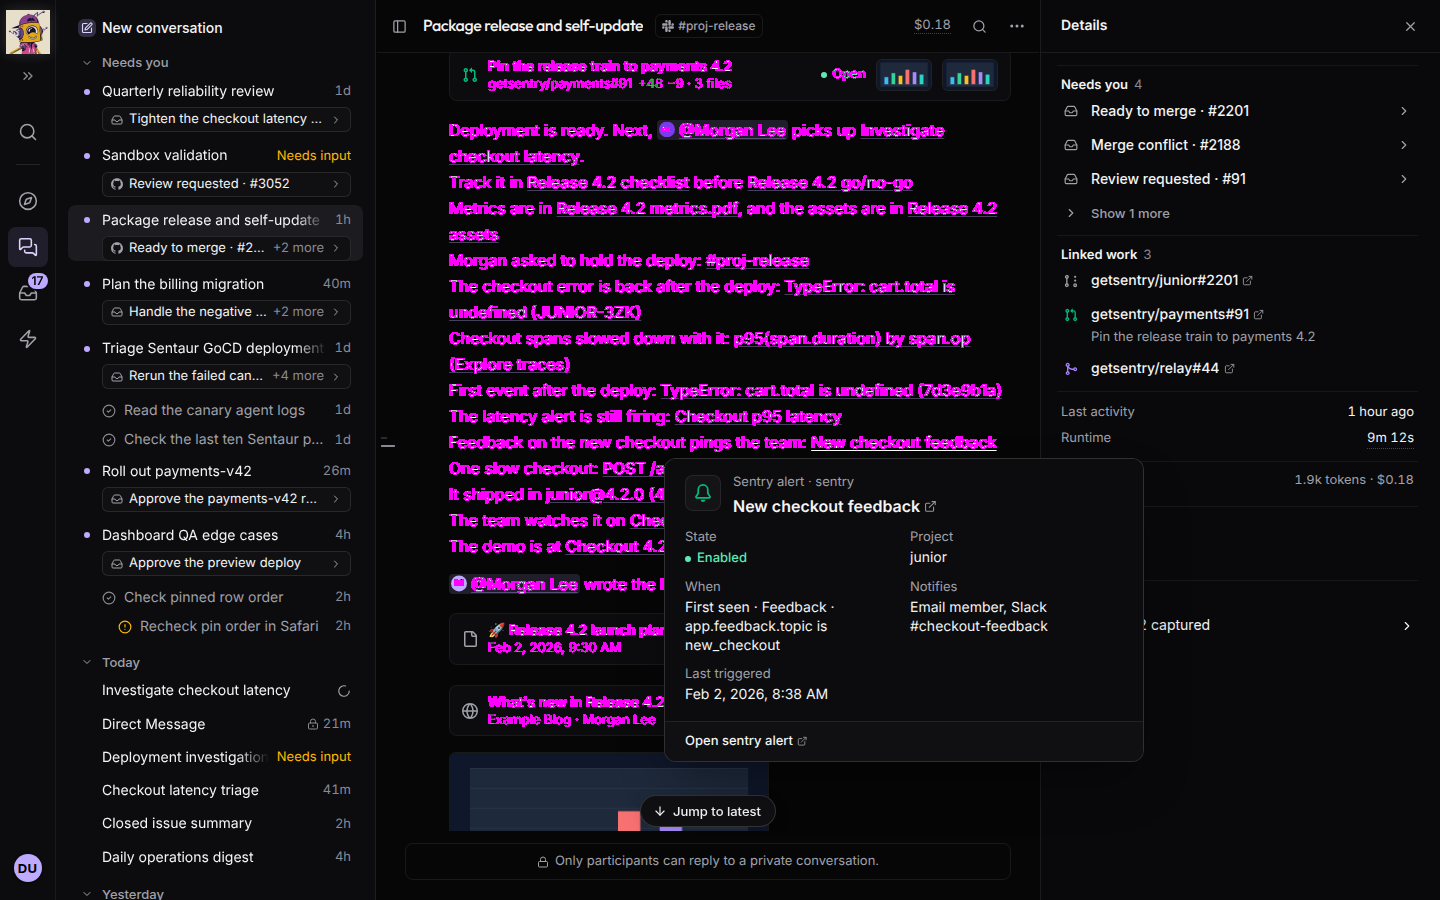 New conversation
Needs you
Quarterly reliability review 1d
Tighten the checkout latency ...
Sandbox validation Needs input
Review requested · #3052
Package release and self-update 1h
Ready to merge · #2... +2 more
17
Plan the billing migration 40m
Handle the negative ... +2 more
Triage Sentaur GoCD deployment 1d
Rerun the failed can... +4 more
Read the canary agent logs 1d
Check the last ten Sentaur p... 1d
Roll out payments-v42 26m
Approve the payments-v42 r...
Dashboard QA edge cases 4h
Approve the preview deploy
Check pinned row order 2h
Recheck pin order in Safari 2h
Today
Investigate checkout latency
Direct Message 21m
Deployment investigation Needs input
Checkout latency triage 41m
Closed issue summary 2h
Daily operations digest 4h
DU
Yesterday
Package release and self-update #proj-release $0.18
Pin the release train to payments 4.2
getsentry/payments#91 +48 −9 · 3 files
Open
Deployment is ready. Next, @Morgan Lee picks up Investigate
checkout latency.
Track it in Release 4.2 checklist before Release 4.2 go/no-go
Metrics are in Release 4.2 metrics.pdf, and the assets are in Release 4.2
assets
Morgan asked to hold the deploy: #proj-release
The checkout error is back after the deploy: TypeError: cart.total is
undefined (JUNIOR-3ZK)
Checkout spans slowed down with it: p95(span.duration) by span.op
(Explore traces)
First event after the deploy: TypeError: cart.total is undefined (7d3e9b1a)
The latency alert is still firing: Checkout p95 latency
Feedback on the new checkout pings the team: New checkout feedback
One slow checkout: POST /a
It shipped in junior@4.2.0 (4
The team watches it on Chec
The demo is at Checkout 4.2
@Morgan Lee wrote the
🚀 Release 4.2 launch plan
Feb 2, 2026, 9:30 AM
What's new in Release 4.2
Example Blog · Morgan Lee
Sentry alert · sentry
New checkout feedback
State
Enabled
Project
junior
When
First seen · Feedback ·
app.feedback.topic is
new_checkout
Notifies
Email member, Slack
#checkout-feedback
Last triggered
Feb 2, 2026, 8:38 AM
Open sentry alert
Jump to latest
Only participants can reply to a private conversation.
Details
Needs you 4
Ready to merge · #2201
Merge conflict · #2188
Review requested · #91
Show 1 more
Linked work 3
getsentry/junior#2201
getsentry/payments#91
Pin the release train to payments 4.2
getsentry/relay#44
Last activity 1 hour ago
Runtime 9m 12s
1.9k tokens · $0.18
2 captured